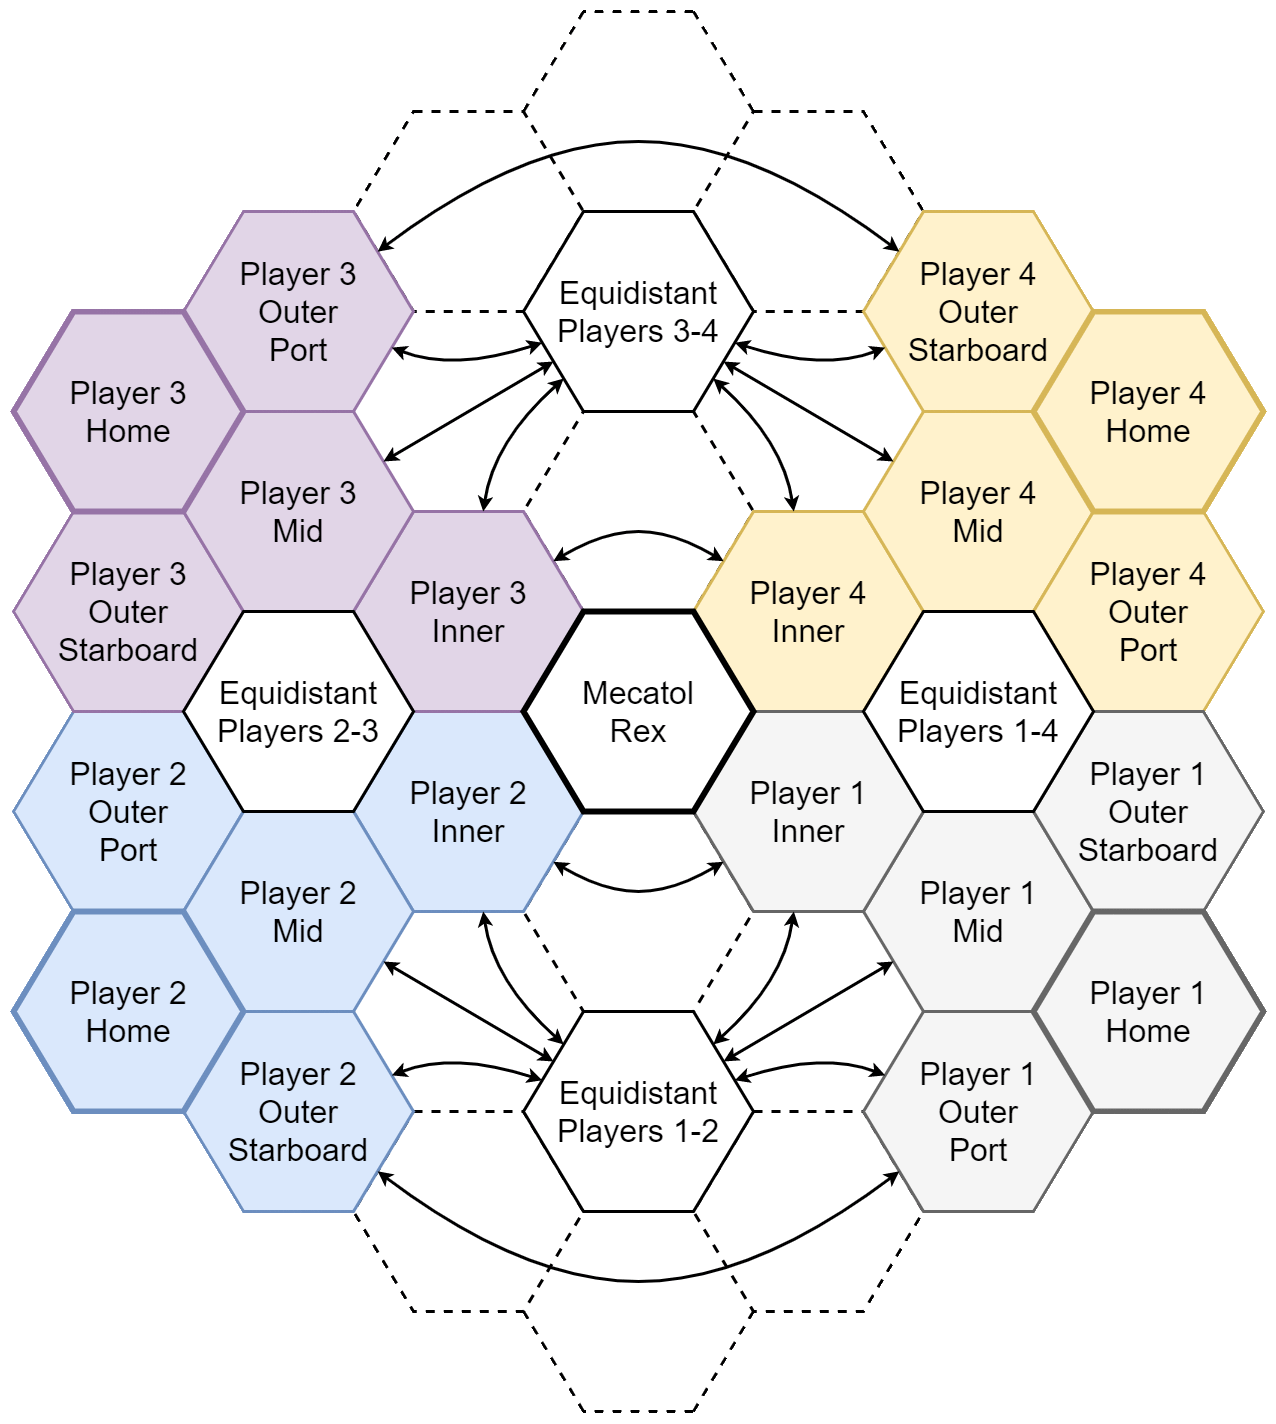 Equidistant
Players 3-4
Player 3
Outer
Port
Player 4
Outer
Starboard
Player 3
Home
Player 4
Home
Player 3
Mid
Player 4
Mid
Player 3
Outer
Starboard
Player 3
Inner
Player 4
Inner
Player 4
Outer
Port
Equidistant
Players 2-3
Mecatol
Rex
Equidistant
Players 1-4
Player 2
Outer
Port
Player 2
Inner
Player 1
Inner
Player 1
Outer
Starboard
Player 2
Mid
Player 1
Mid
Player 2
Home
Player 1
Home
Player 2
Outer
Starboard
Equidistant
Players 1-2
Player 1
Outer
Port